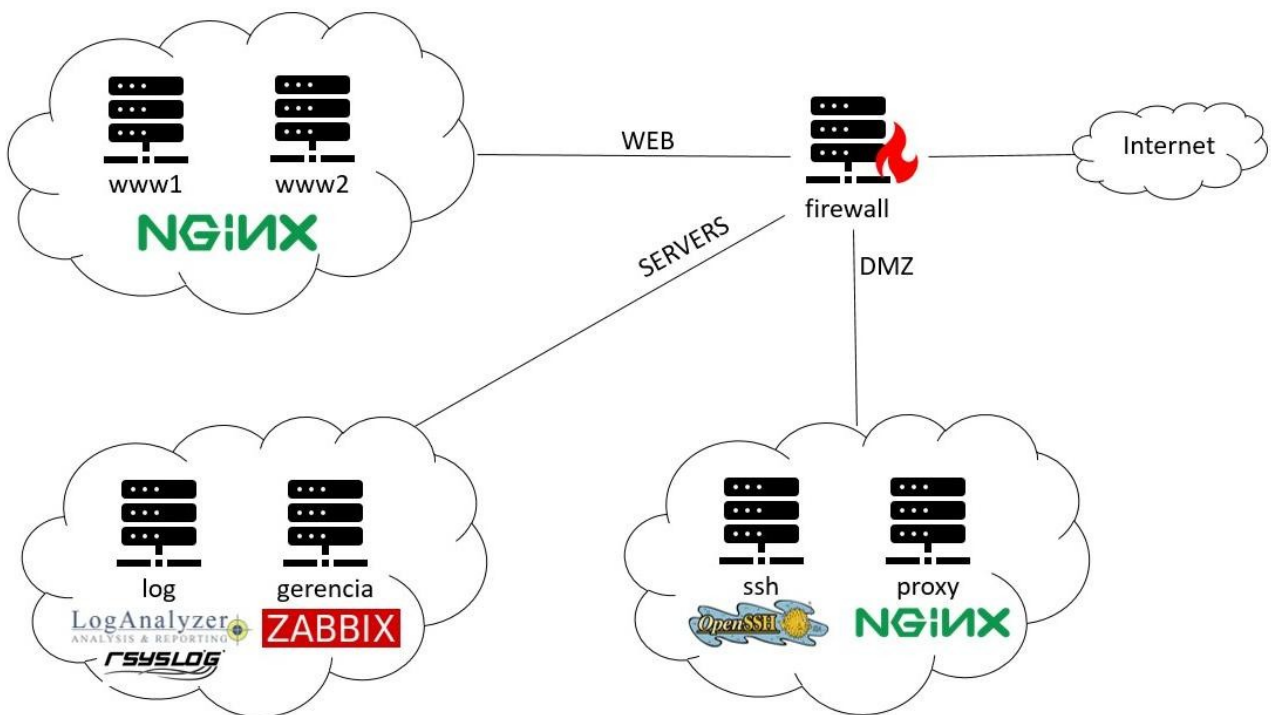 www1
www2
NGINX
WEB
firewall
Internet
SERVERS
DMZ
log
gerencia
LogAnalyzer
ANALYSIS & REPORTING
rsyslog
ZABBIX
ssh
proxy
OpenSSH
NGINX